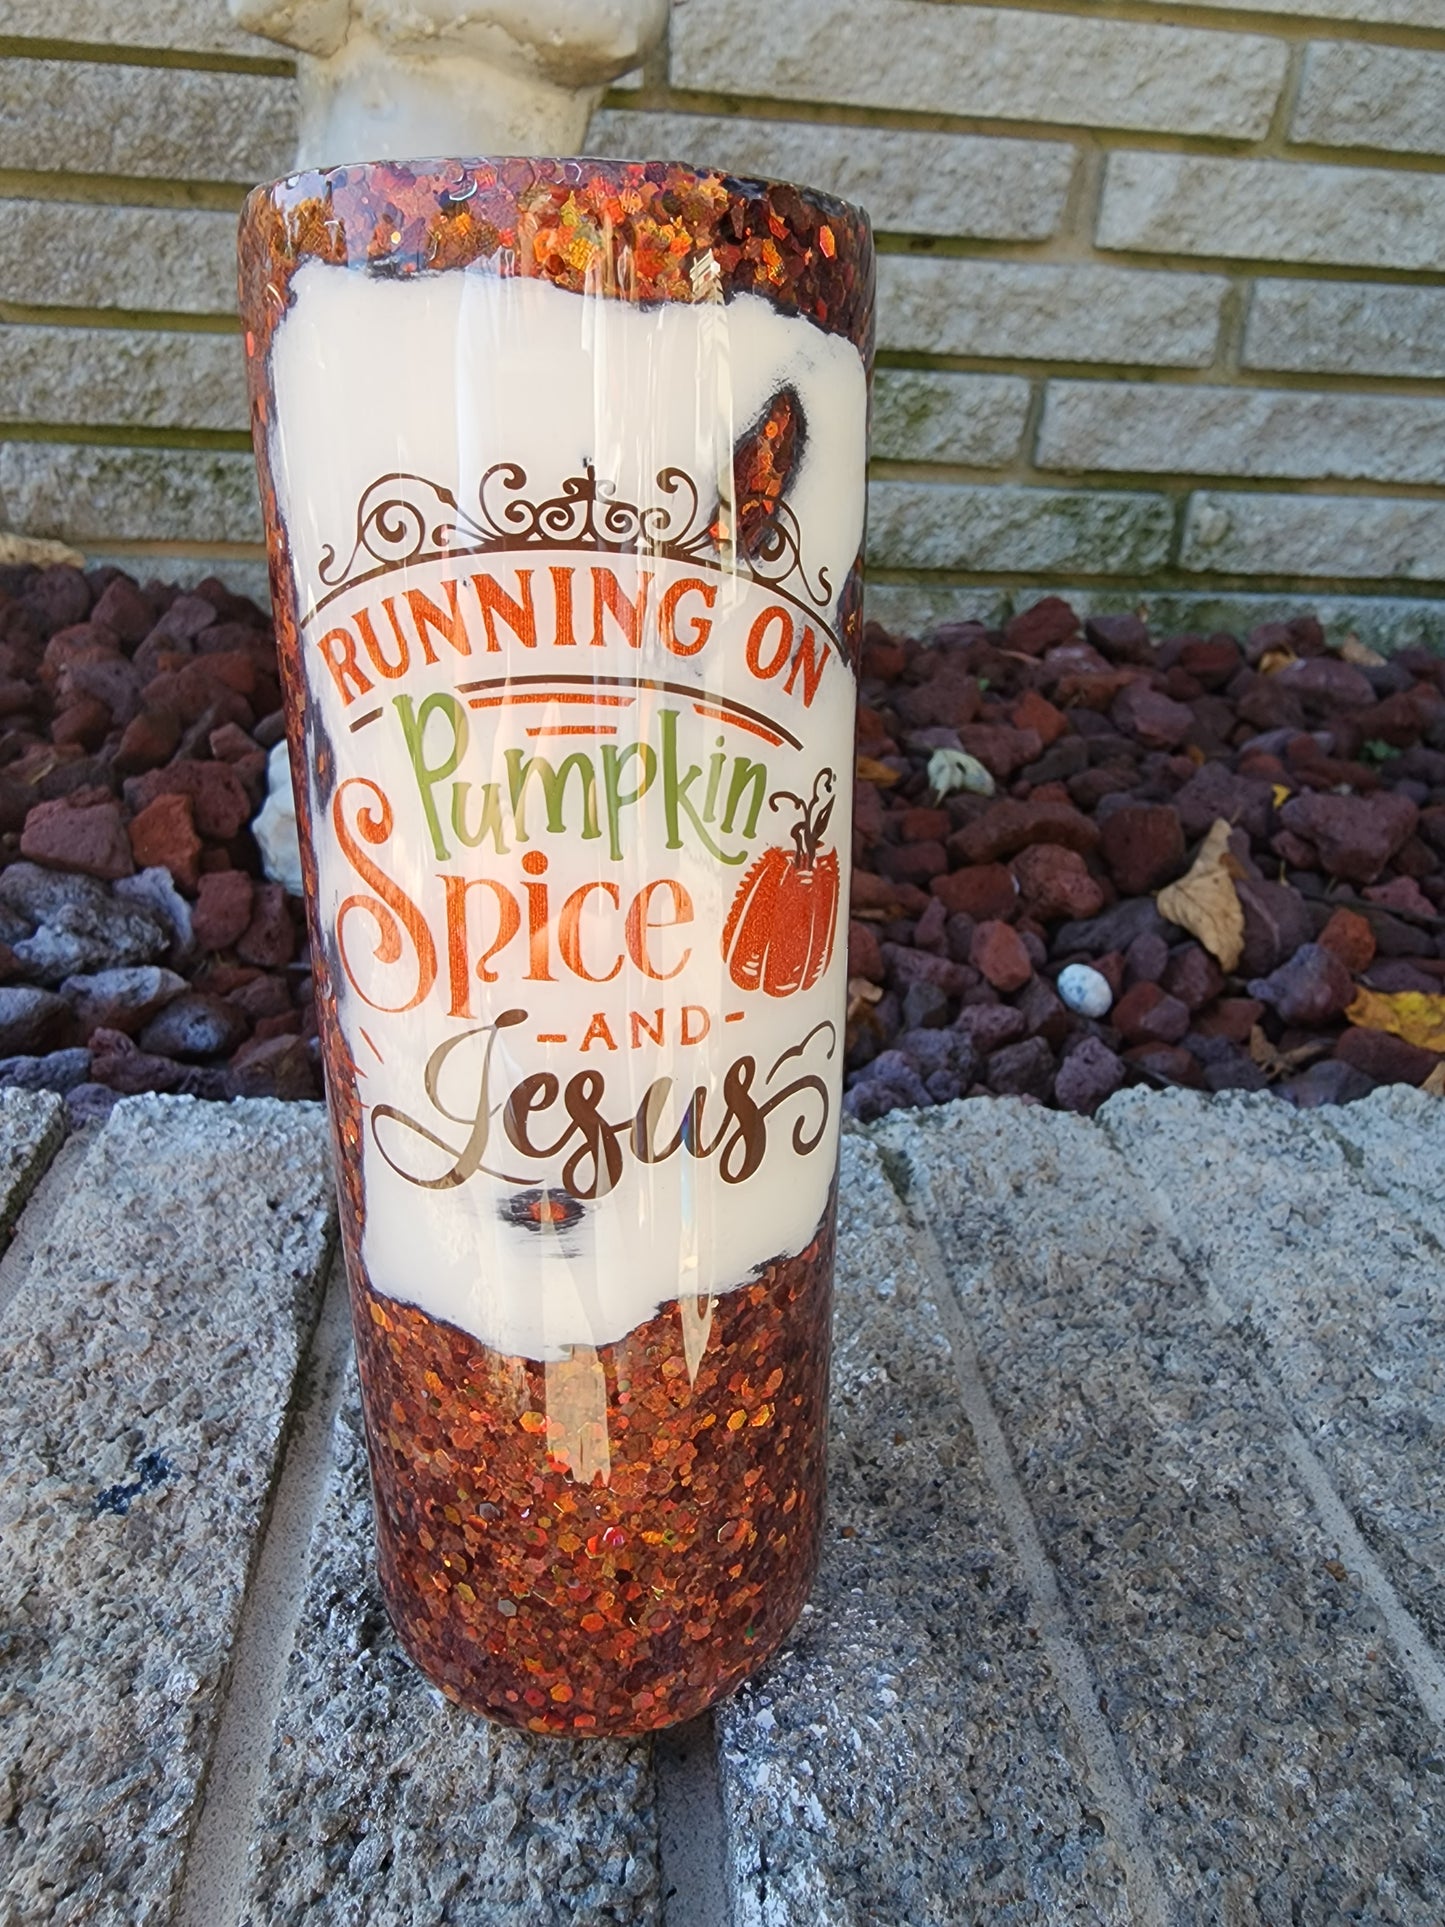 RUNNING ON
Pumpkin
Spice
-AND-
Jesus